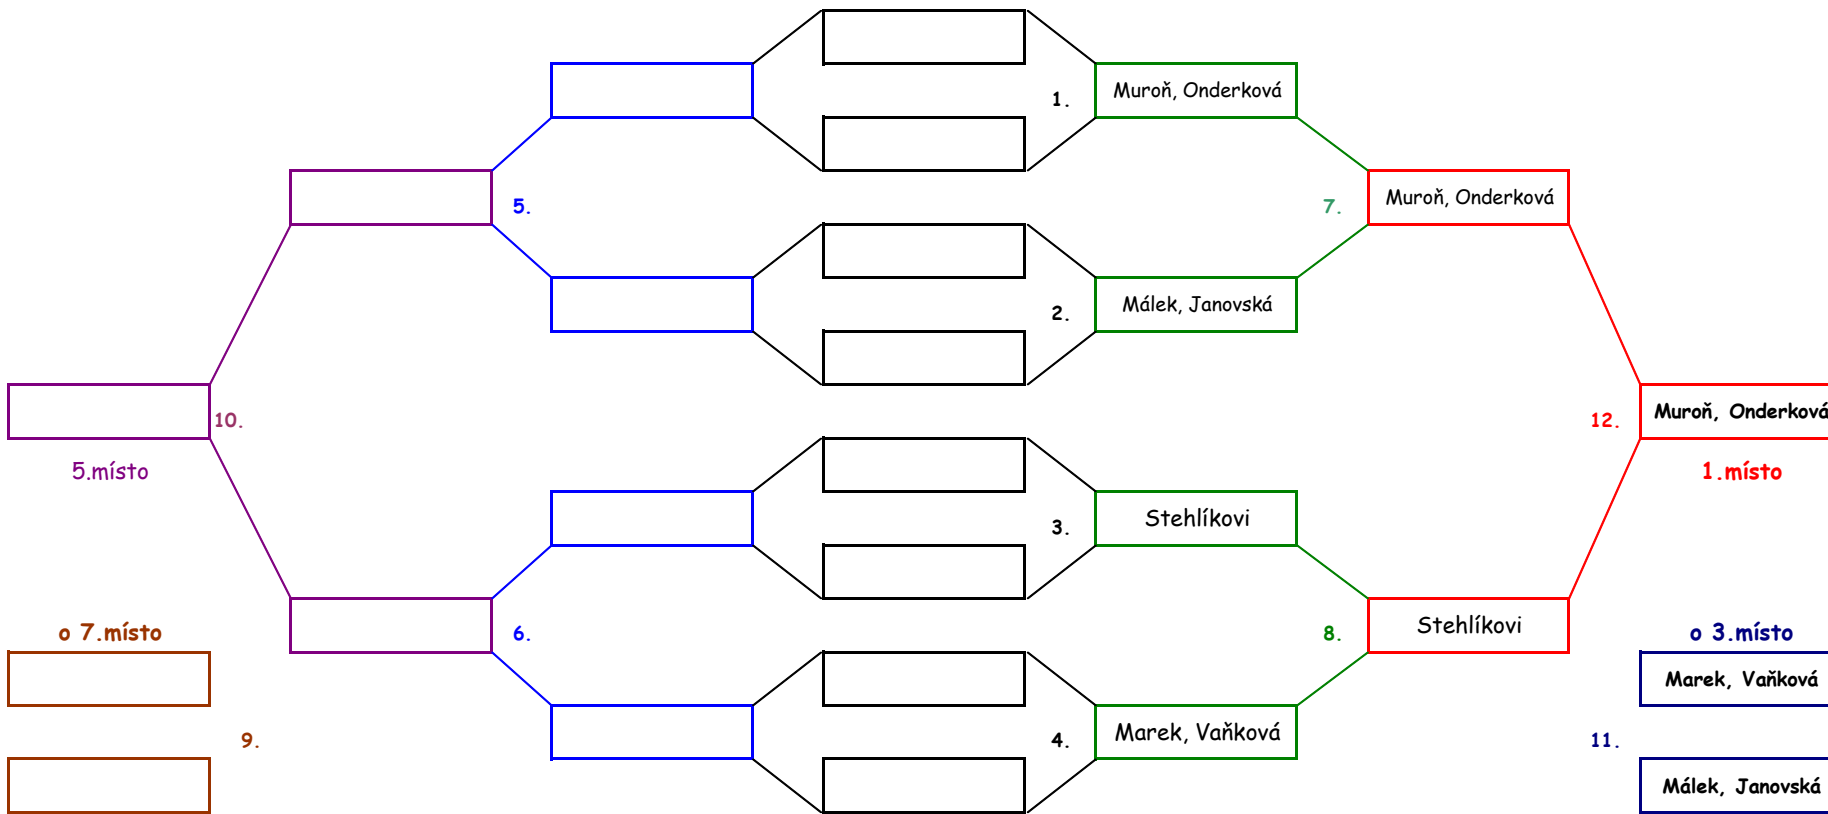 1.
Muroň, Onderková
5.
7.
Muroň, Onderková
2.
Málek, Janovská
10.
12.
Muroň, Onderková
5.místo
1.místo
3.
Stehlíkovi
o 7.místo
6.
8.
Stehlíkovi
o 3.místo
Marek, Vaňková
9.
4.
Marek, Vaňková
11.
Málek, Janovská